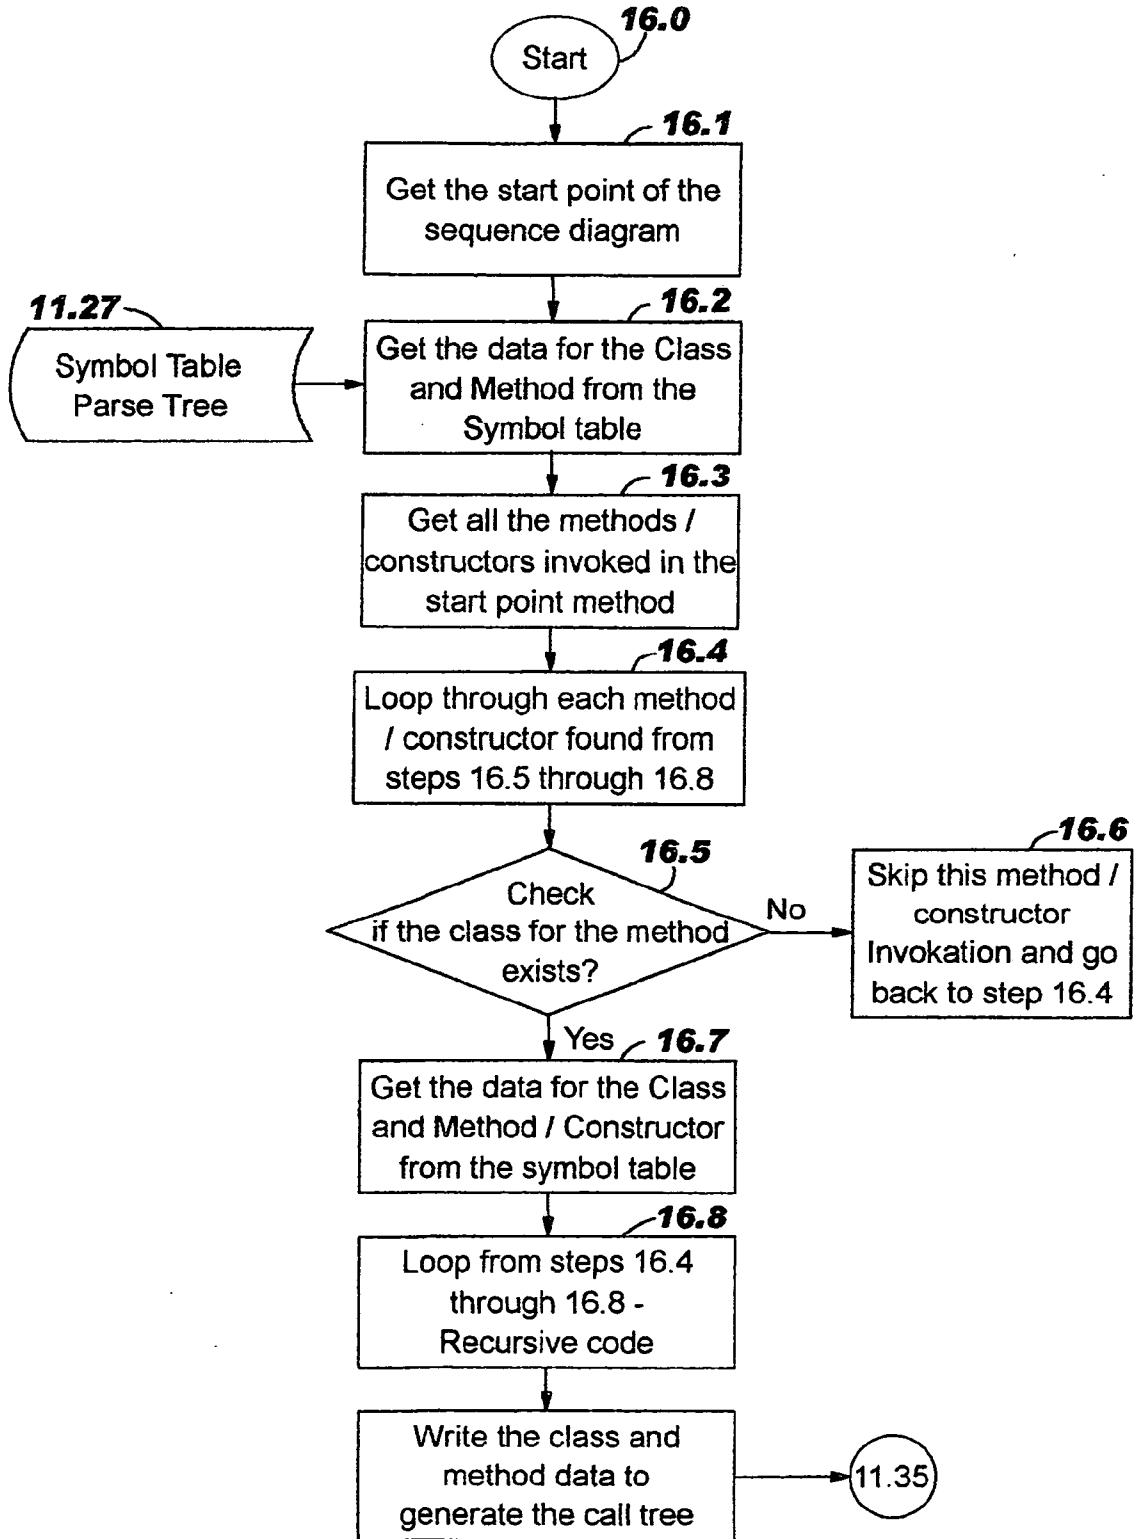 16.0
Start
16.1
Get the start point of the
sequence diagram
11.27
Symbol Table
Parse Tree
16.2
Get the data for the Class
and Method from the
Symbol table
16.3
Get all the methods /
constructors invoked in the
start point method
16.4
Loop through each method
/ constructor found from
steps 16.5 through 16.8
16.5
Check
if the class for the method
exists?
No
16.6
Skip this method /
constructor
Invokation and go
back to step 16.4
Yes
16.7
Get the data for the Class
and Method / Constructor
from the symbol table
16.8
Loop from steps 16.4
through 16.8 -
Recursive code
Write the class and
method data to
generate the call tree
11.35